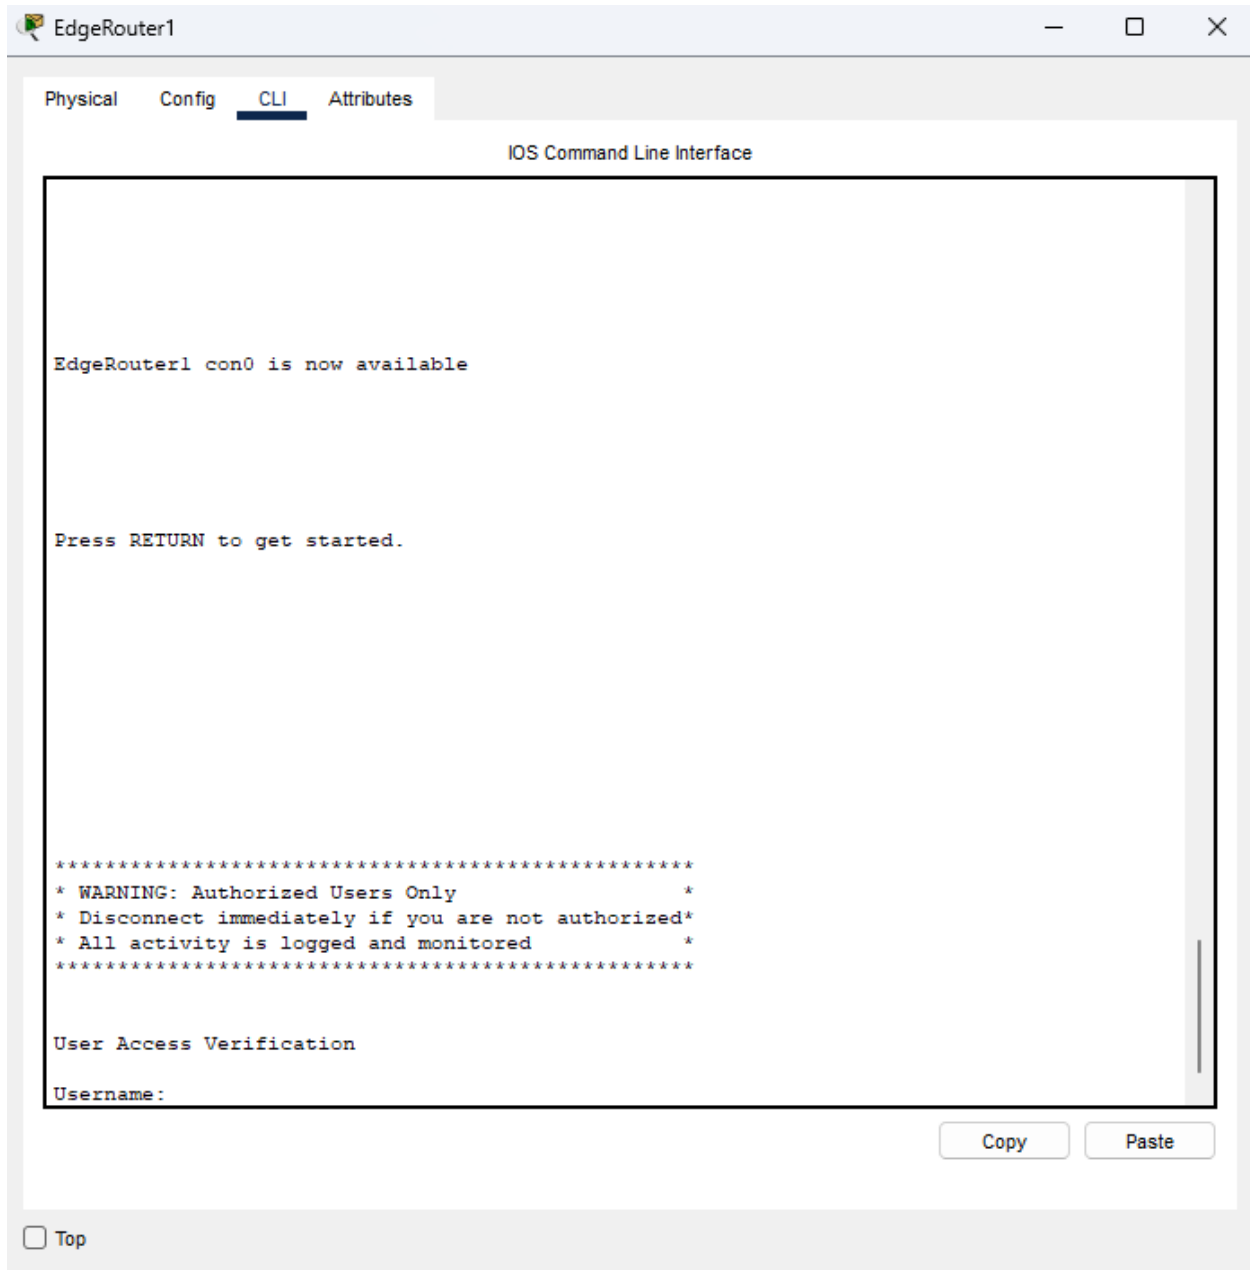 EdgeRouter1
Physical Config CLI Attributes
IOS Command Line Interface
EdgeRouter1 con0 is now available
Press RETURN to get started.
***************************************************
* WARNING: Authorized Users Only                  *
* Disconnect immediately if you are not authorized*
* All activity is logged and monitored            *
***************************************************
User Access Verification
Username:
Copy Paste
Top